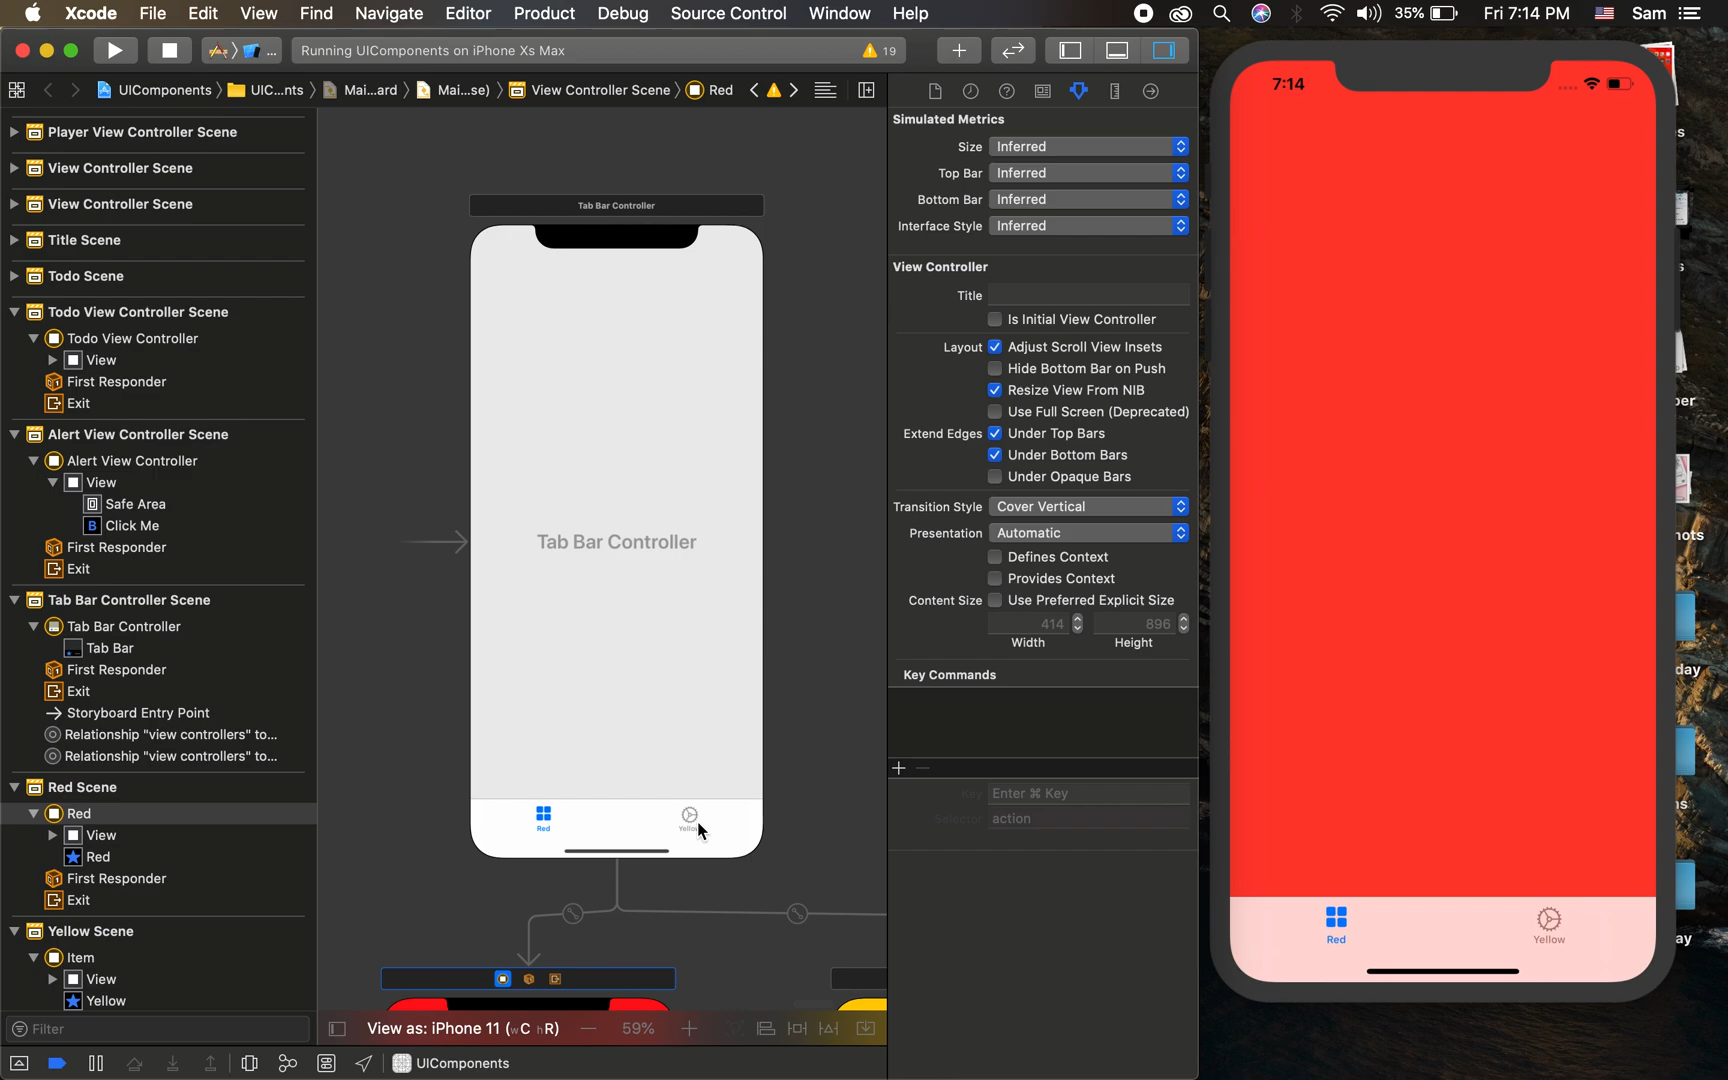 Xcode File Edit View Find Navigate Editor Product Debug Source Control Window Help 35% Fri 7:14 PM Sam
... Running UIComponents on iPhone Xs Max 19
UIComponents UIC...nts Mai...ard Mai...se) View Controller Scene Red
Player View Controller Scene
View Controller Scene
View Controller Scene
Title Scene
Todo Scene
Todo View Controller Scene
Todo View Controller
View
First Responder
Exit
Alert View Controller Scene
Alert View Controller
View
Safe Area
B Click Me
First Responder
Exit
Tab Bar Controller Scene
Tab Bar Controller
Tab Bar
First Responder
Exit
Storyboard Entry Point
Relationship "view controllers" to...
Relationship "view controllers" to...
Red Scene
Red
View
Red
First Responder
Exit
Yellow Scene
Item
View
Yellow
Filter
Tab Bar Controller
Tab Bar Controller
Red
View as: iPhone 11 (wC hR) 59%
UIComponents
Simulated Metrics
Size Inferred
Top Bar Inferred
Bottom Bar Inferred
Interface Style Inferred
View Controller
Title
Is Initial View Controller
Layout Adjust Scroll View Insets
Hide Bottom Bar on Push
Resize View From NIB
Use Full Screen (Deprecated)
Extend Edges Under Top Bars
Under Bottom Bars
Under Opaque Bars
Transition Style Cover Vertical
Presentation Automatic
Defines Context
Provides Context
Content Size Use Preferred Explicit Size
414 896
Width Height
Key Commands
Key Enter ⌘ Key
Selector action
7:14
Red Yellow